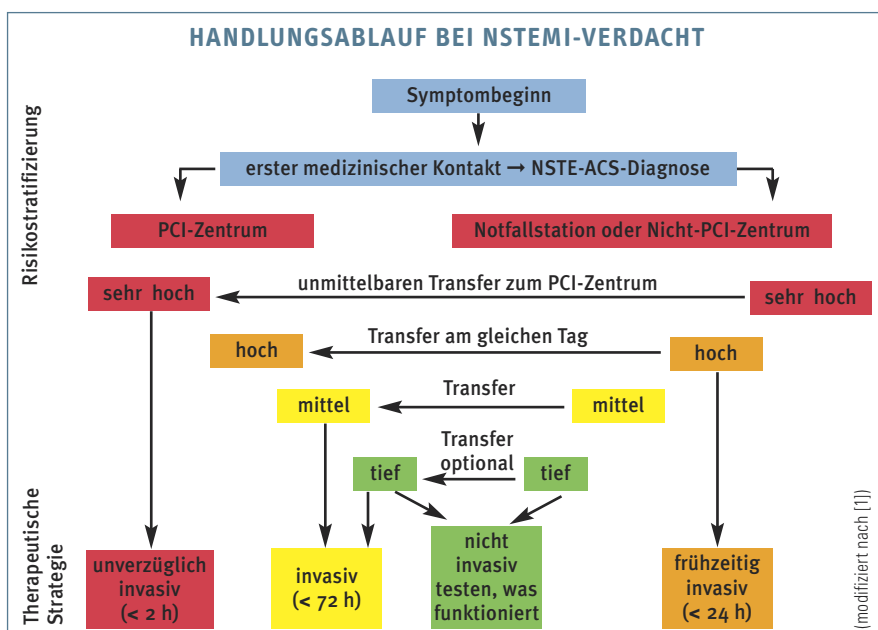 HANDLUNGSABLAUF BEI NSTEMI-VERDACHT
Risikostratifizierung
Symptombeginn
erster medizinischer Kontakt → NSTE-ACS-Diagnose
PCI-Zentrum
Notfallstation oder Nicht-PCI-Zentrum
sehr hoch
unmittelbaren Transfer zum PCI-Zentrum
sehr hoch
hoch
Transfer am gleichen Tag
hoch
mittel
Transfer
mittel
tief
Transfer
optional
tief
Therapeutische
Strategie
unverzüglich
invasiv
(< 2 h)
invasiv
(< 72 h)
nicht
invasiv
testen, was
funktioniert
frühzeitig
invasiv
(< 24 h)
(modifiziert nach [1])